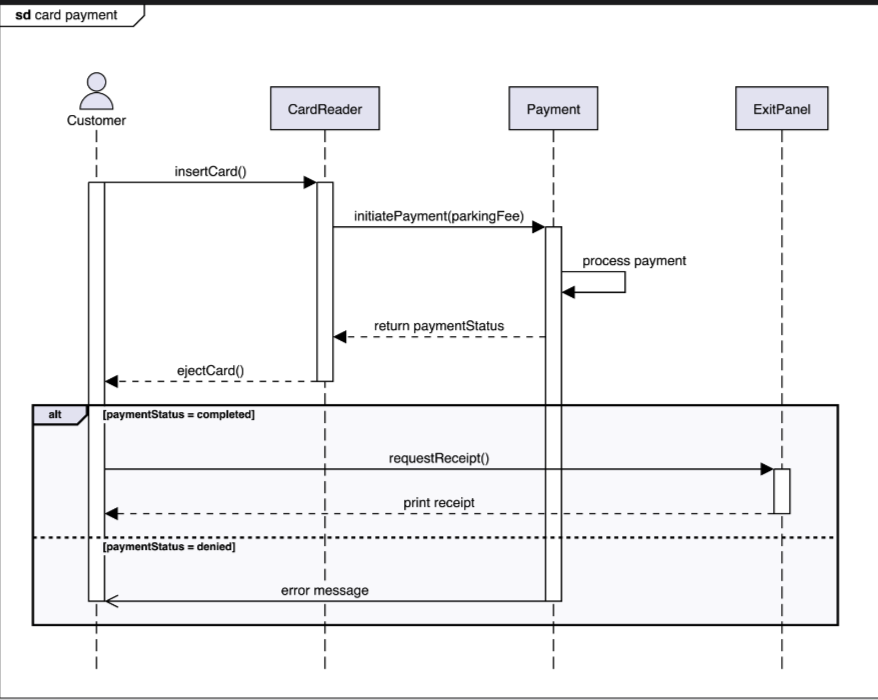 sd card payment
Customer
CardReader
Payment
ExitPanel
insertCard()
initiatePayment(parkingFee)
process payment
return paymentStatus
ejectCard()
alt
[paymentStatus = completed]
requestReceipt()
print receipt
[paymentStatus = denied]
error message